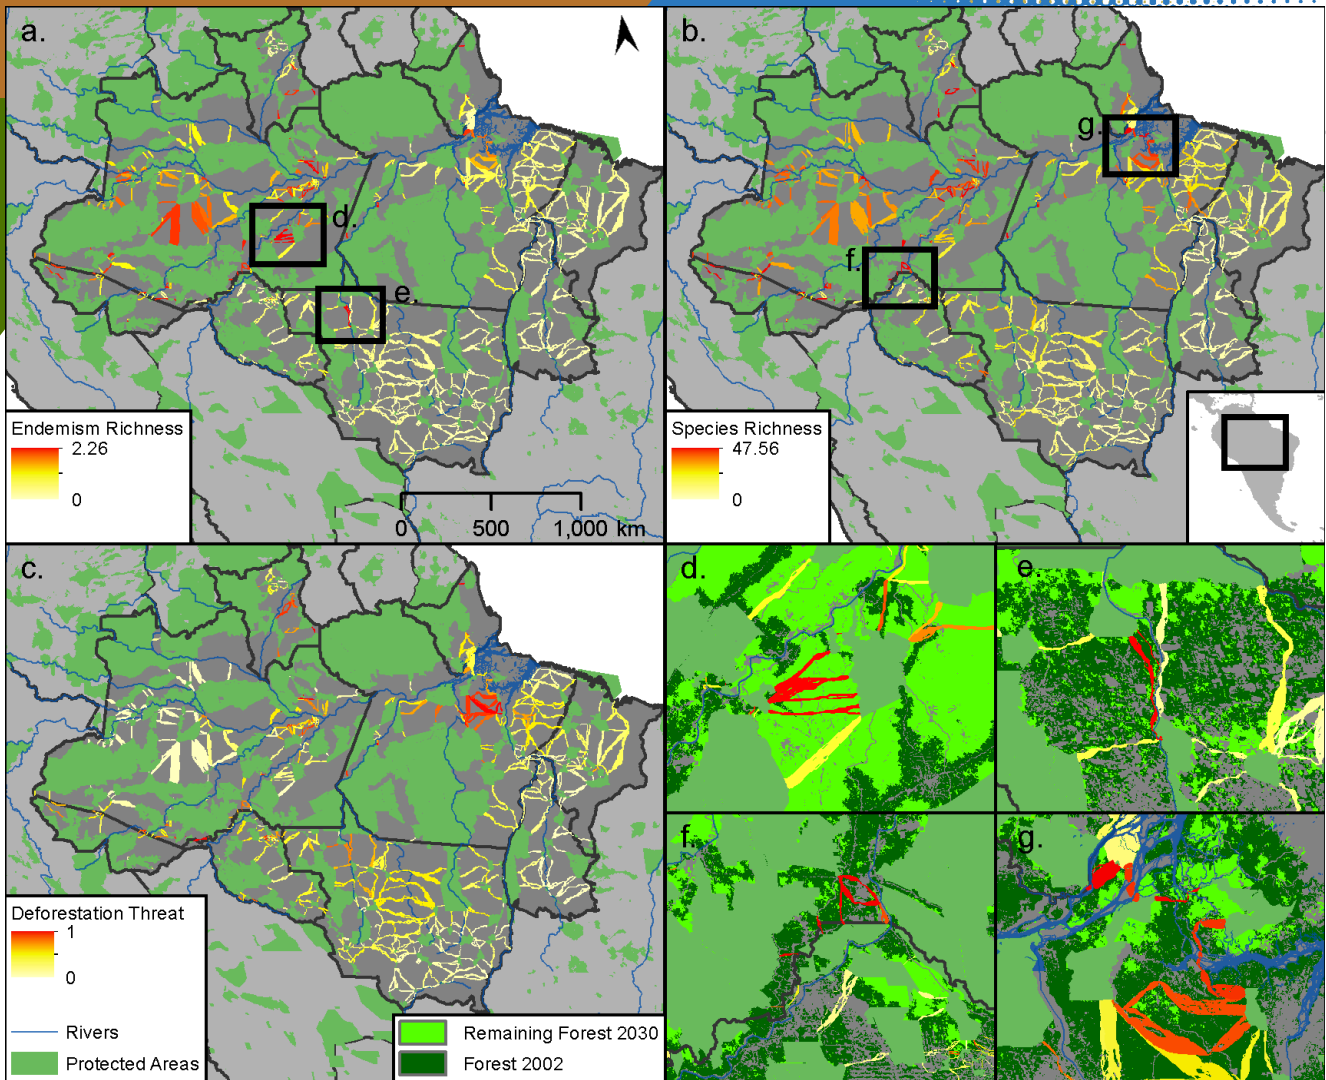 a.
d.
e.
Endemism Richness
2.26
0
0 500 1,000 km
b.
g.
f.
Species Richness
47.56
0
c.
Deforestation Threat
1
0
Rivers
Protected Areas
Remaining Forest 2030
Forest 2002
d.
e.
f.
g.